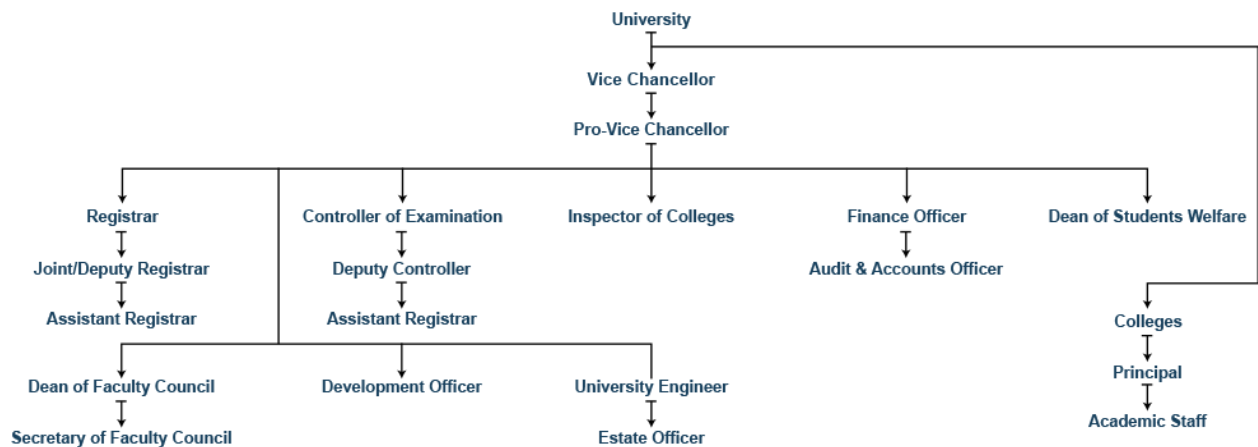 University
Vice Chancellor
Pro-Vice Chancellor
Registrar
Controller of Examination
Inspector of Colleges
Finance Officer
Dean of Students Welfare
Joint/Deputy Registrar
Deputy Controller
Audit & Accounts Officer
Assistant Registrar
Assistant Registrar
Colleges
Dean of Faculty Council
Development Officer
University Engineer
Principal
Secretary of Faculty Council
Estate Officer
Academic Staff